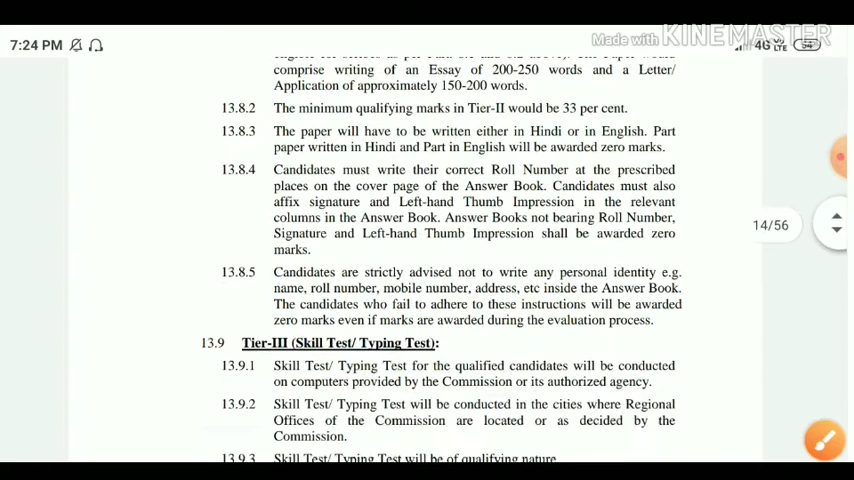 7:24 PM
Made with KINEMASTER
4G VO LTE 54
comprise writing of an Essay of 200-250 words and a Letter/
Application of approximately 150-200 words.
13.8.2 The minimum qualifying marks in Tier-II would be 33 per cent.
13.8.3 The paper will have to be written either in Hindi or in English. Part
paper written in Hindi and Part in English will be awarded zero marks.
13.8.4 Candidates must write their correct Roll Number at the prescribed
places on the cover page of the Answer Book. Candidates must also
affix signature and Left-hand Thumb Impression in the relevant
columns in the Answer Book. Answer Books not bearing Roll Number,
Signature and Left-hand Thumb Impression shall be awarded zero
marks.
14/56
13.8.5 Candidates are strictly advised not to write any personal identity e.g.
name, roll number, mobile number, address, etc inside the Answer Book.
The candidates who fail to adhere to these instructions will be awarded
zero marks even if marks are awarded during the evaluation process.
13.9 Tier-III (Skill Test/ Typing Test):
13.9.1 Skill Test/ Typing Test for the qualified candidates will be conducted
on computers provided by the Commission or its authorized agency.
13.9.2 Skill Test/ Typing Test will be conducted in the cities where Regional
Offices of the Commission are located or as decided by the
Commission.
13.9.3 Skill Test/ Typing Test will be of qualifying nature